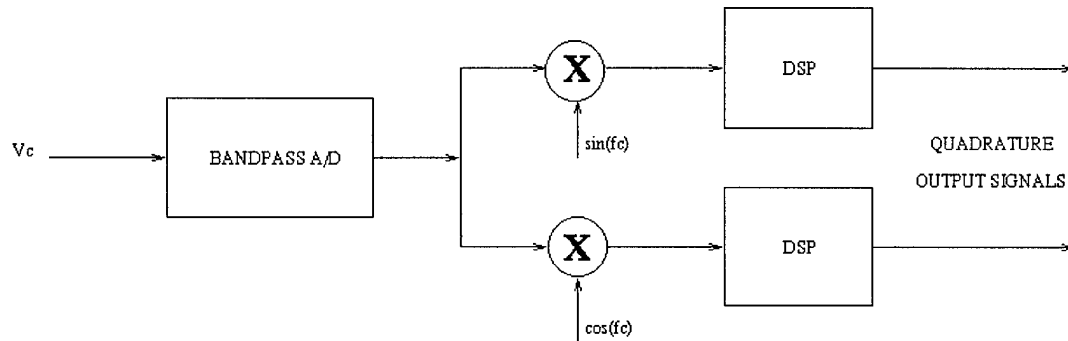 X
DSP
Vc
BANDPASS A/D
sin(fc)
QUADRATURE
OUTPUT SIGNALS
X
DSP
cos(fc)